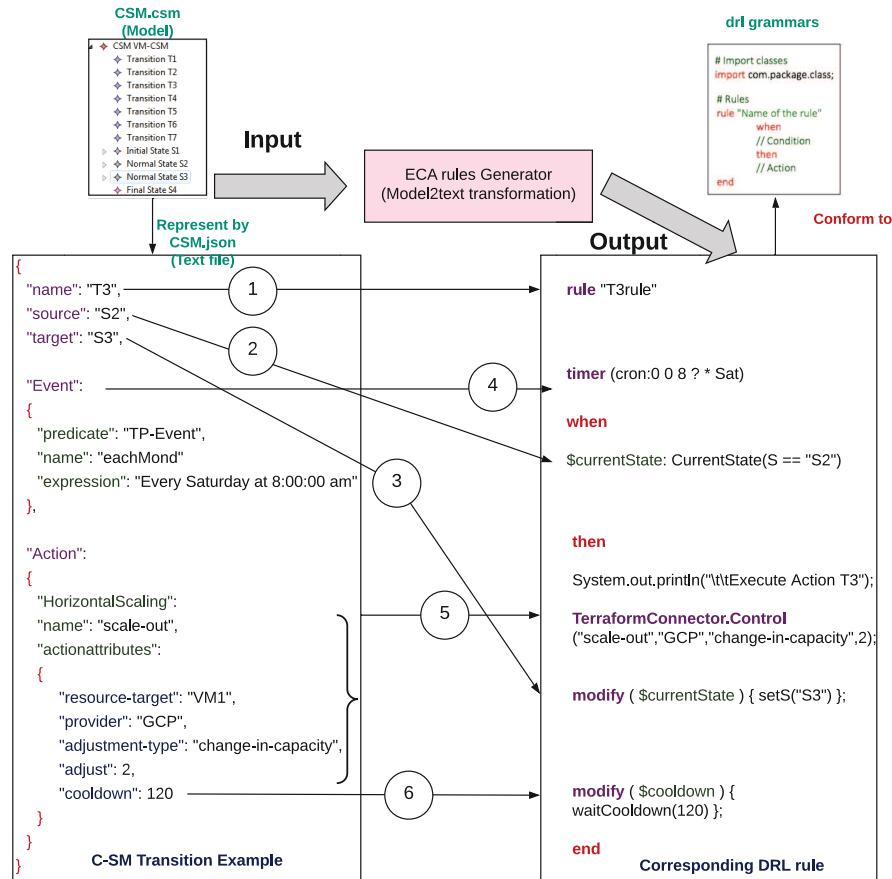 CSM.csm
(Model)
CSM VM-CSM
Transition T1
Transition T2
Transition T3
Transition T4
Transition T5
Transition T6
Transition T7
Initial State S1
Normal State S2
Normal State S3
Final State S4
Input
ECA rules Generator
(Model2text transformation)
drl grammars
# Import classes
import com.package.class;
# Rules
rule "Name of the rule"
when
// Condition
then
// Action
end
Represent by
CSM.json
(Text file)
Output
Conform to
{
"name": "T3",
"source": "S2",
"target": "S3",
"Event":
{
"predicate": "TP-Event",
"name": "eachMond"
"expression": "Every Saturday at 8:00:00 am"
},
"Action":
{
"HorizontalScaling":
"name": "scale-out",
"actionattributes":
{
"resource-target": "VM1",
"provider": "GCP",
"adjustment-type": "change-in-capacity",
"adjust": 2,
"cooldown": 120
}
}
}
C-SM Transition Example
1
2
4
3
5
6
rule "T3rule"
timer (cron:0 0 8 ? * Sat)
when
$currentState: CurrentState(S == "S2")
then
System.out.println("\t\tExecute Action T3");
TerraformConnector.Control
("scale-out","GCP","change-in-capacity",2);
modify ( $currentState ) { setS("S3") };
modify ( $cooldown ) {
waitCooldown(120) };
end
Corresponding DRL rule